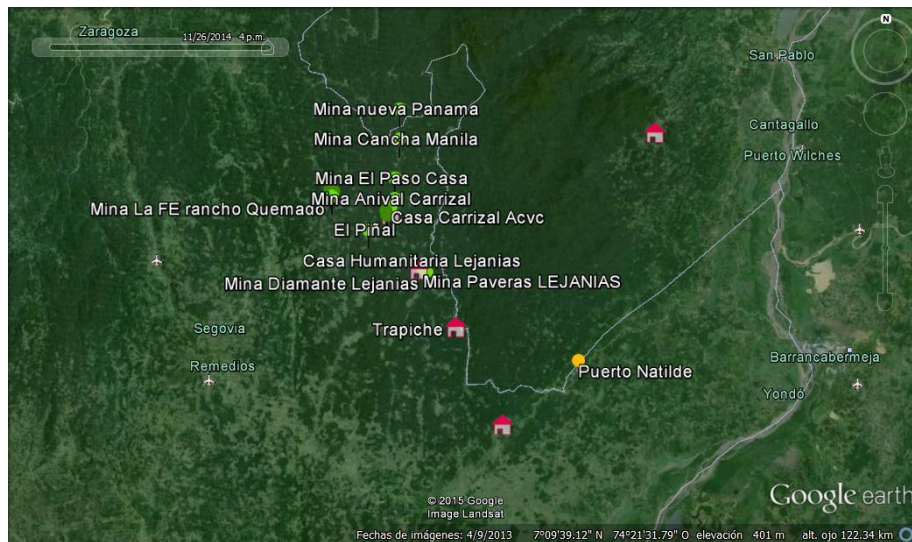 Zaragoza
11/26/2014 4 p.m.
N
San Pablo
Mina nueva Panama
Cantagallo
Mina Cancha Manila
Puerto Wilches
Mina El Paso Casa
Mina Anival Carrizal
Mina La FE rancho Quemado
Casa Carrizal Acvc
El Piñal
Casa Humanitaria Lejanias
Mina Diamante Lejanias
Mina Paveras LEJANIAS
Segovia
Trapiche
Barrancabermeja
Remedios
Puerto Natilde
Yondó
© 2015 Google
Image Landsat
Google earth
Fechas de imágenes: 4/9/2013 7°09'39.12" N 74°21'31.79" O elevación 401 m alt. ojo 122.34 km